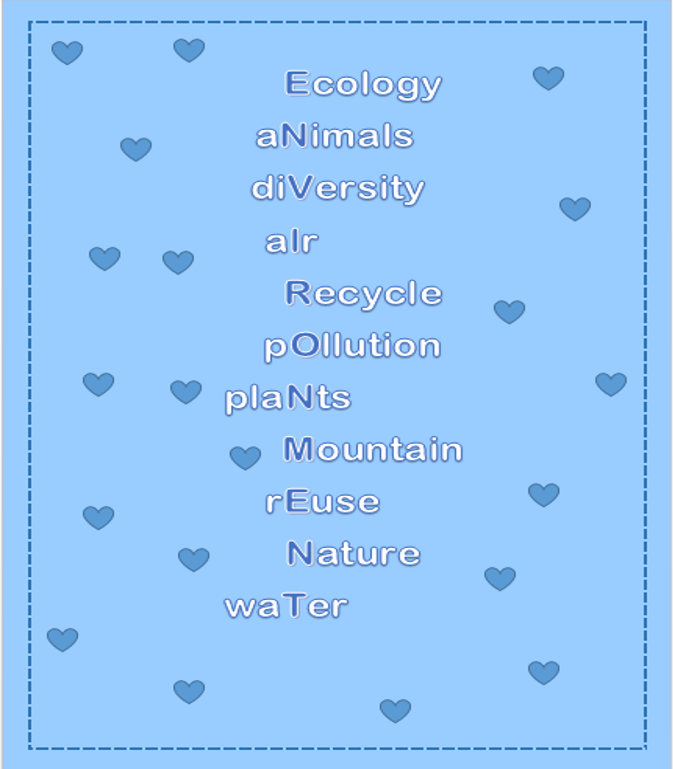 Ecology
aNimals
diVersity
aIr
Recycle
pOllution
plaNts
Mountain
rEuse
Nature
waTer